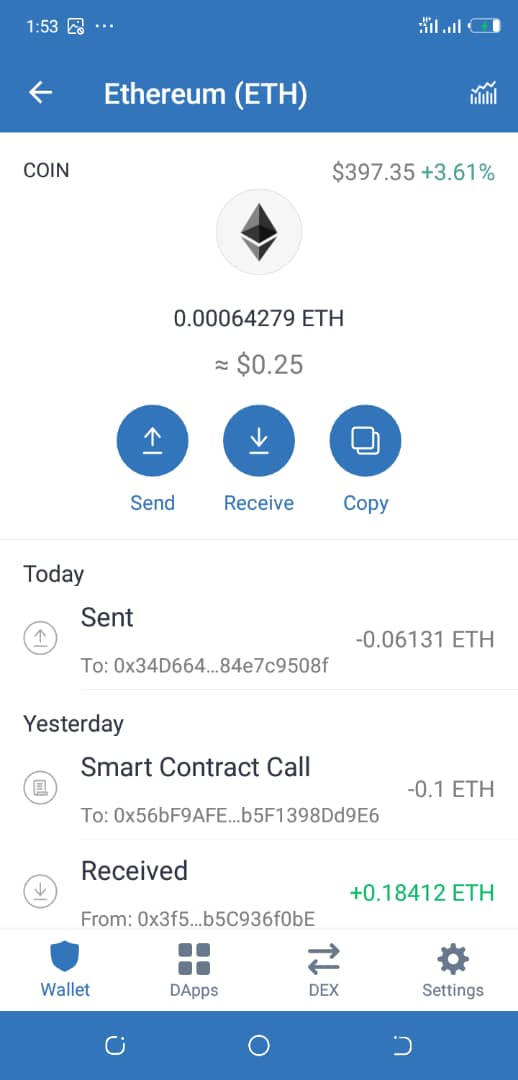 1:53
Ethereum (ETH)
COIN
$397.35 +3.61%
0.00064279 ETH
≈ $0.25
Send Receive Copy
Today
Sent
-0.06131 ETH
To: 0x34D664...84e7c9508f
Yesterday
Smart Contract Call
-0.1 ETH
To: 0x56bF9AFE...b5F1398Dd9E6
Received
+0.18412 ETH
From: 0x3f5...b5C936f0bE
Wallet DApps DEX Settings